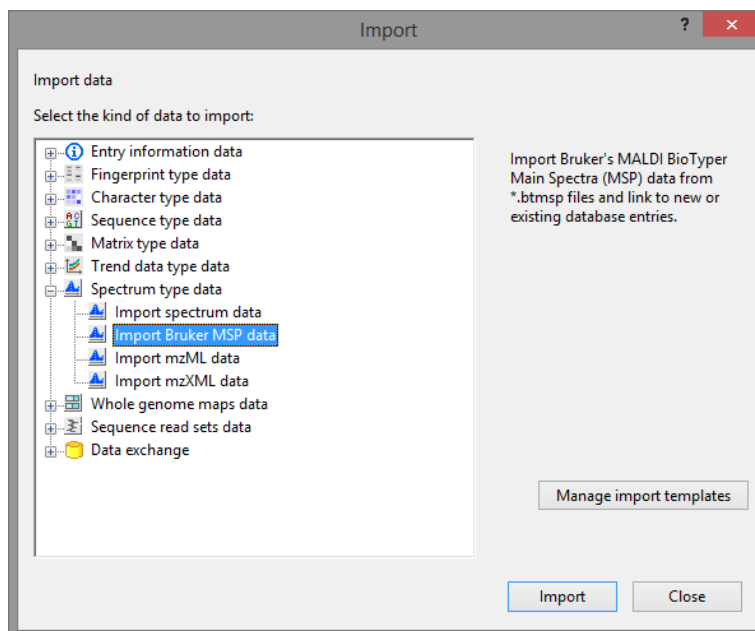 Import
?
Import data
Select the kind of data to import:
Entry information data
Fingerprint type data
Character type data
Sequence type data
Matrix type data
Trend data type data
Spectrum type data
Import spectrum data
Import Bruker MSP data
Import mzML data
Import mzXML data
Whole genome maps data
Sequence read sets data
Data exchange
Import Bruker's MALDI BioTyper
Main Spectra (MSP) data from
*.btmsp files and link to new or
existing database entries.
Manage import templates
Import
Close